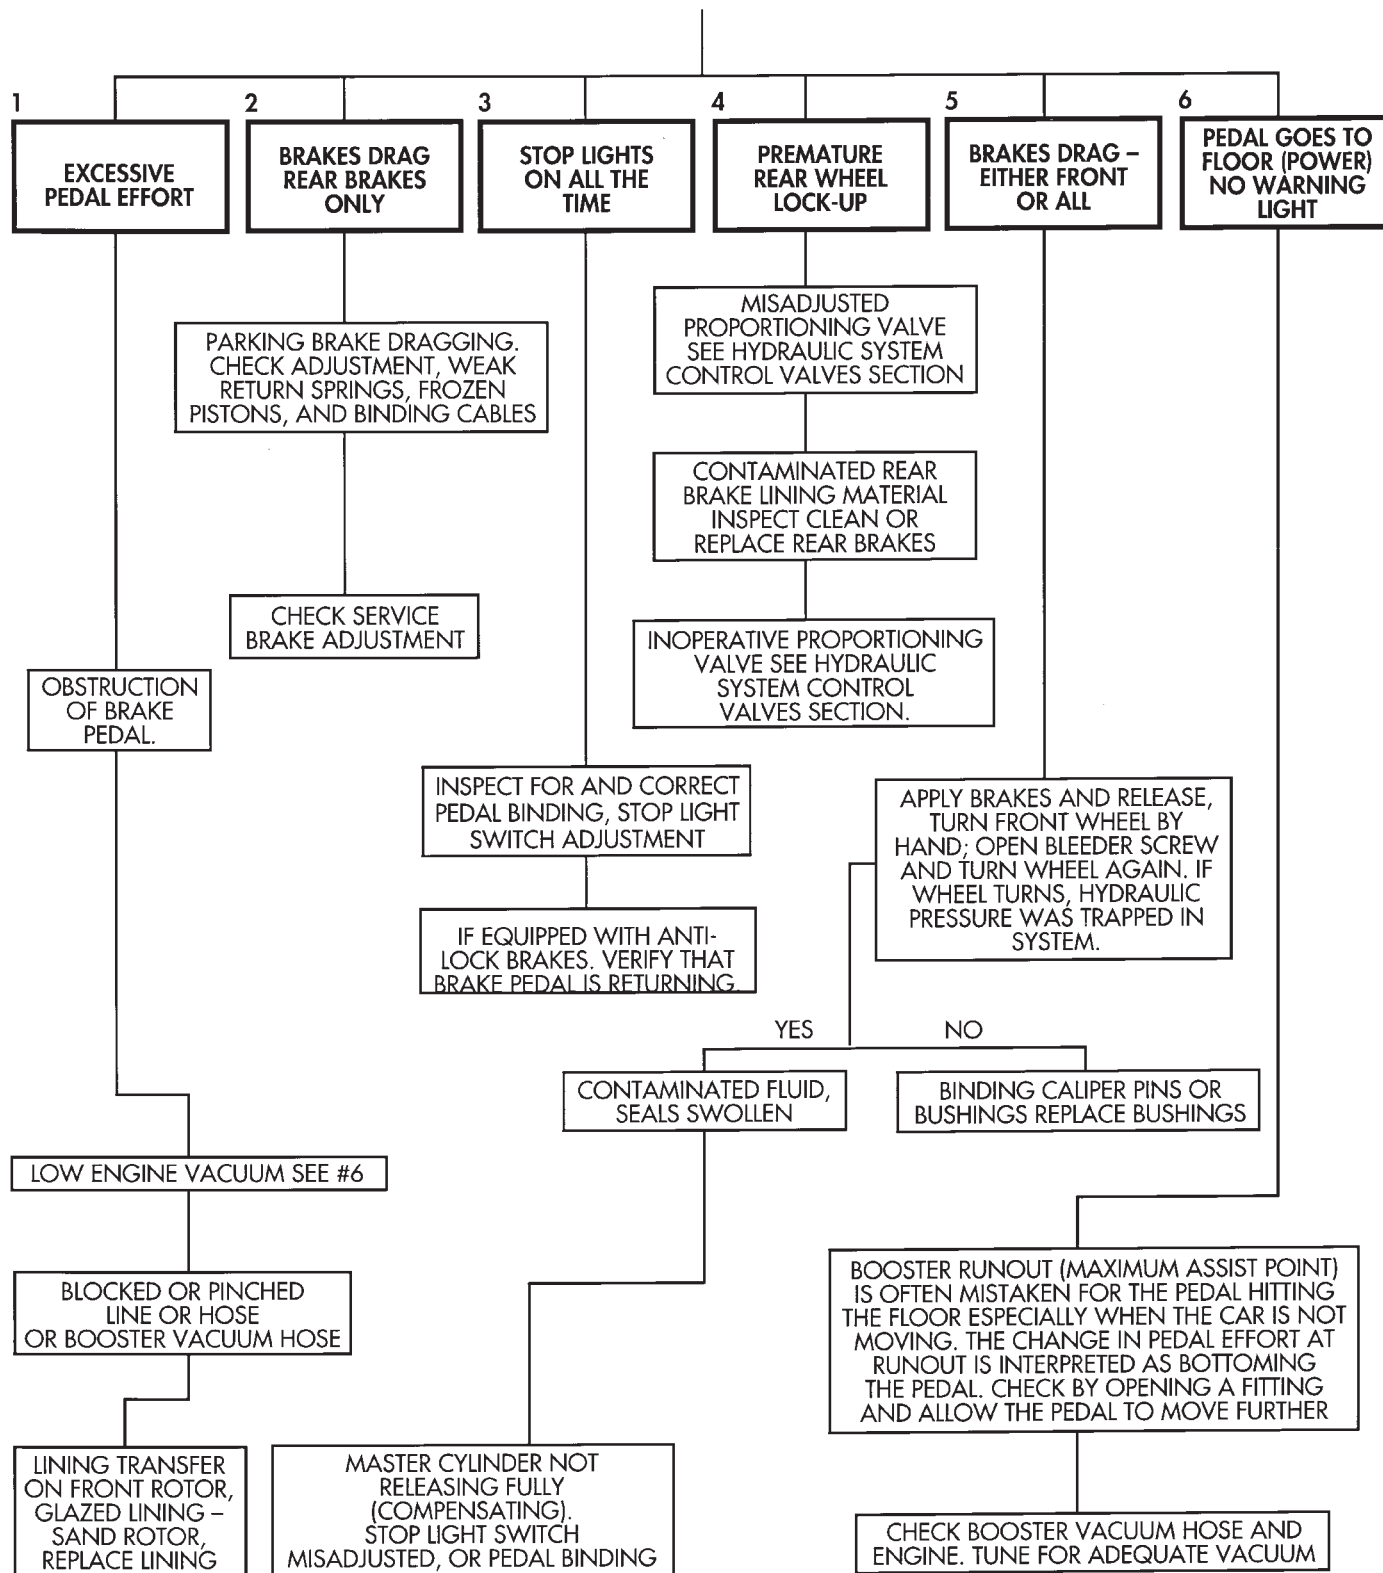 1
EXCESSIVE
PEDAL EFFORT
2
BRAKES DRAG
REAR BRAKES
ONLY
3
STOP LIGHTS
ON ALL THE
TIME
4
PREMATURE
REAR WHEEL
LOCK-UP
5
BRAKES DRAG –
EITHER FRONT
OR ALL
6
PEDAL GOES TO
FLOOR (POWER)
NO WARNING
LIGHT
PARKING BRAKE DRAGGING.
CHECK ADJUSTMENT, WEAK
RETURN SPRINGS, FROZEN
PISTONS, AND BINDING CABLES
MISADJUSTED
PROPORTIONING VALVE
SEE HYDRAULIC SYSTEM
CONTROL VALVES SECTION
CONTAMINATED REAR
BRAKE LINING MATERIAL
INSPECT CLEAN OR
REPLACE REAR BRAKES
CHECK SERVICE
BRAKE ADJUSTMENT
INOPERATIVE PROPORTIONING
VALVE SEE HYDRAULIC
SYSTEM CONTROL
VALVES SECTION.
OBSTRUCTION
OF BRAKE
PEDAL.
INSPECT FOR AND CORRECT
PEDAL BINDING, STOP LIGHT
SWITCH ADJUSTMENT
APPLY BRAKES AND RELEASE,
TURN FRONT WHEEL BY
HAND; OPEN BLEEDER SCREW
AND TURN WHEEL AGAIN. IF
WHEEL TURNS, HYDRAULIC
PRESSURE WAS TRAPPED IN
SYSTEM.
IF EQUIPPED WITH ANTI-
LOCK BRAKES. VERIFY THAT
BRAKE PEDAL IS RETURNING.
YES
NO
CONTAMINATED FLUID,
SEALS SWOLLEN
BINDING CALIPER PINS OR
BUSHINGS REPLACE BUSHINGS
LOW ENGINE VACUUM SEE #6
BLOCKED OR PINCHED
LINE OR HOSE
OR BOOSTER VACUUM HOSE
BOOSTER RUNOUT (MAXIMUM ASSIST POINT)
IS OFTEN MISTAKEN FOR THE PEDAL HITTING
THE FLOOR ESPECIALLY WHEN THE CAR IS NOT
MOVING. THE CHANGE IN PEDAL EFFORT AT
RUNOUT IS INTERPRETED AS BOTTOMING
THE PEDAL. CHECK BY OPENING A FITTING
AND ALLOW THE PEDAL TO MOVE FURTHER
LINING TRANSFER
ON FRONT ROTOR,
GLAZED LINING –
SAND ROTOR,
REPLACE LINING
MASTER CYLINDER NOT
RELEASING FULLY
(COMPENSATING).
STOP LIGHT SWITCH
MISADJUSTED, OR PEDAL BINDING
CHECK BOOSTER VACUUM HOSE AND
ENGINE. TUNE FOR ADEQUATE VACUUM